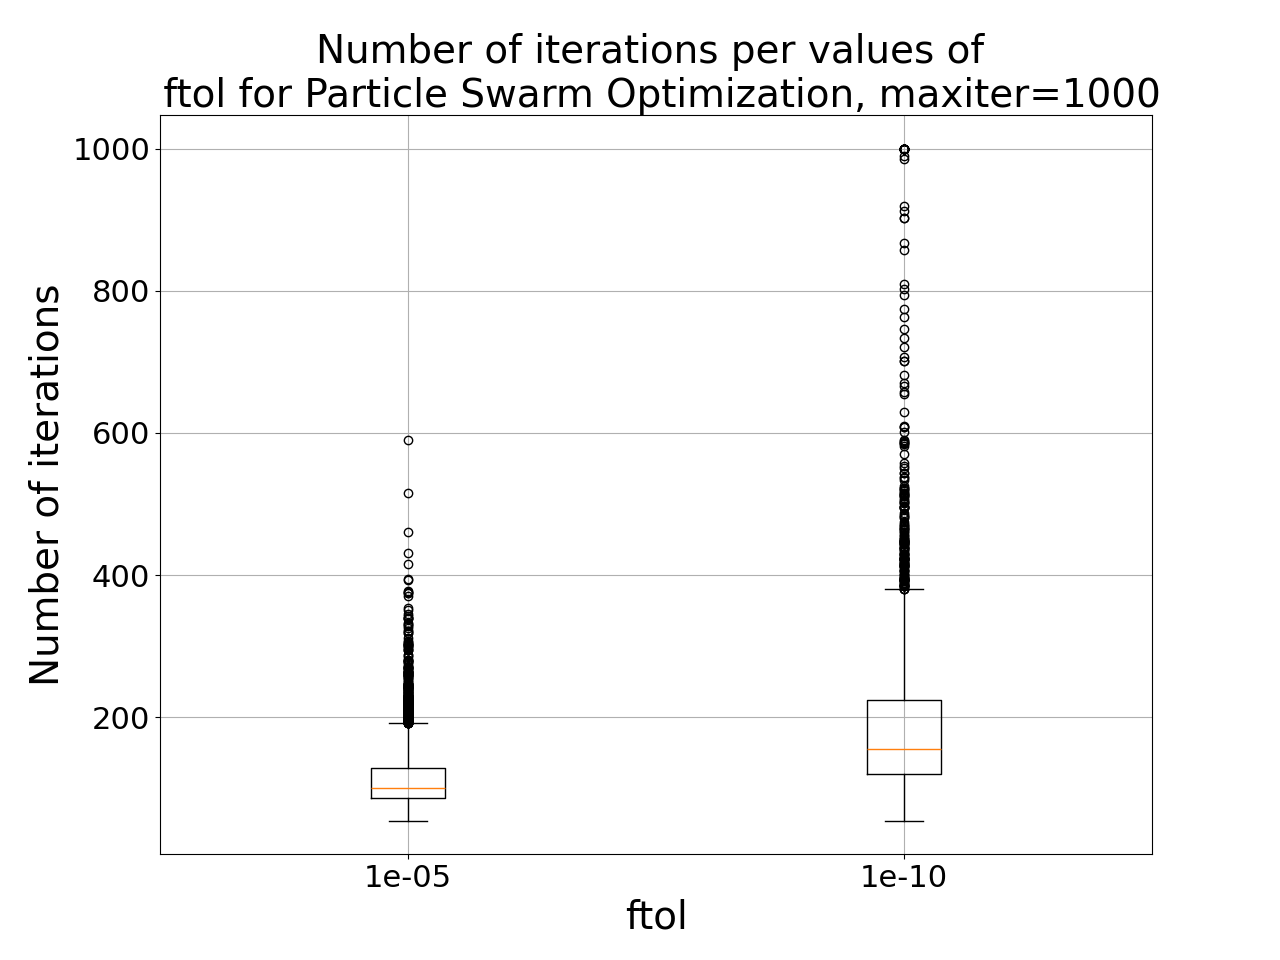 Number of iterations per values of
ftol for Particle Swarm Optimization, maxiter=1000
Number of iterations
1000
800
600
400
200
1e-05
1e-10
ftol